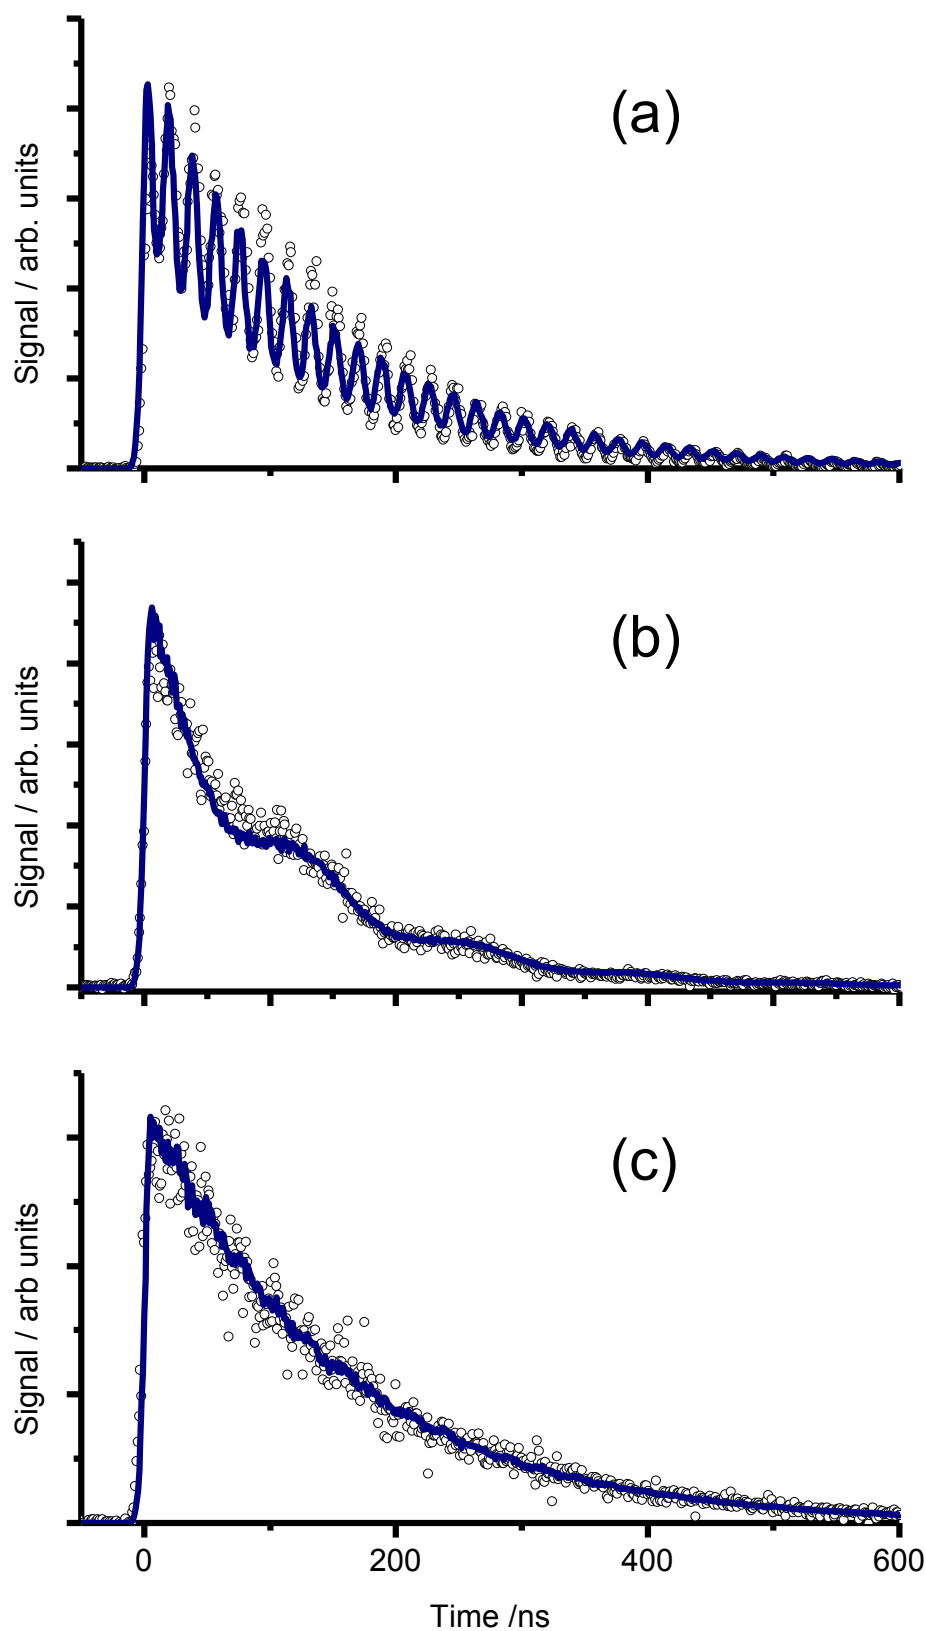 (a)
Signal / arb. units
(b)
Signal / arb. units
(c)
Signal / arb units
0 200 400 600
Time /ns